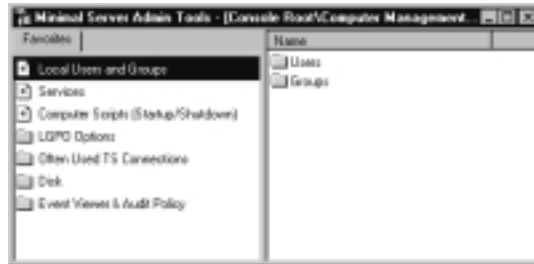 Minimal Server Admin Tools - [Console Root\Computer Management...
Favorites
Name
Local Users and Groups
Services
Computer Scripts (Startup/Shutdown)
LGPO Options
Often Used TS Connections
Disk
Event Viewer & Audit Policy
Users
Groups